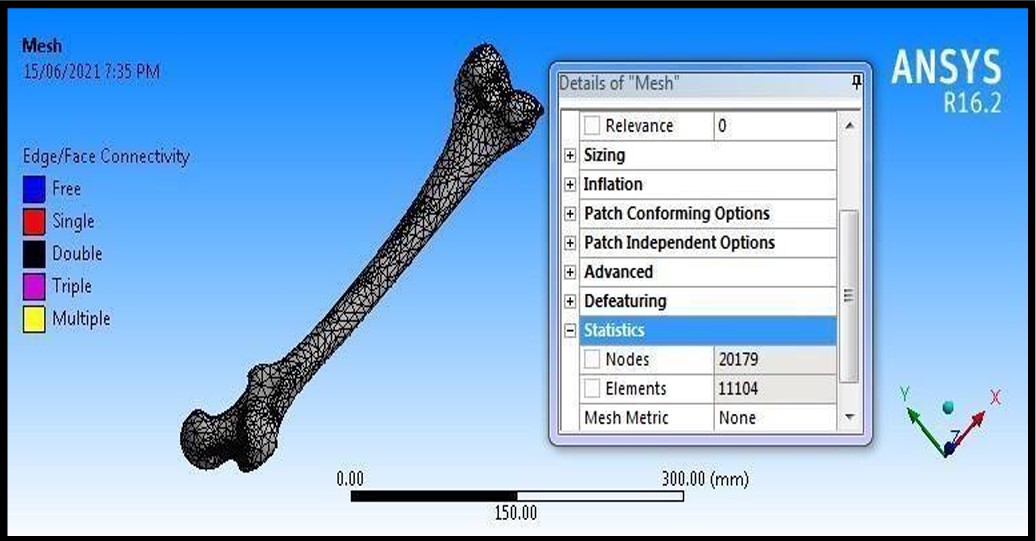 Mesh
15/06/2021 7:35 PM
Edge/Face Connectivity
Free
Single
Double
Triple
Multiple
Details of "Mesh"
Relevance 0
Sizing
Inflation
Patch Conforming Options
Patch Independent Options
Advanced
Defeaturing
Statistics
Nodes 20179
Elements 11104
Mesh Metric None
ANSYS
R16.2
Y
X
Z
0.00 300.00 (mm)
150.00